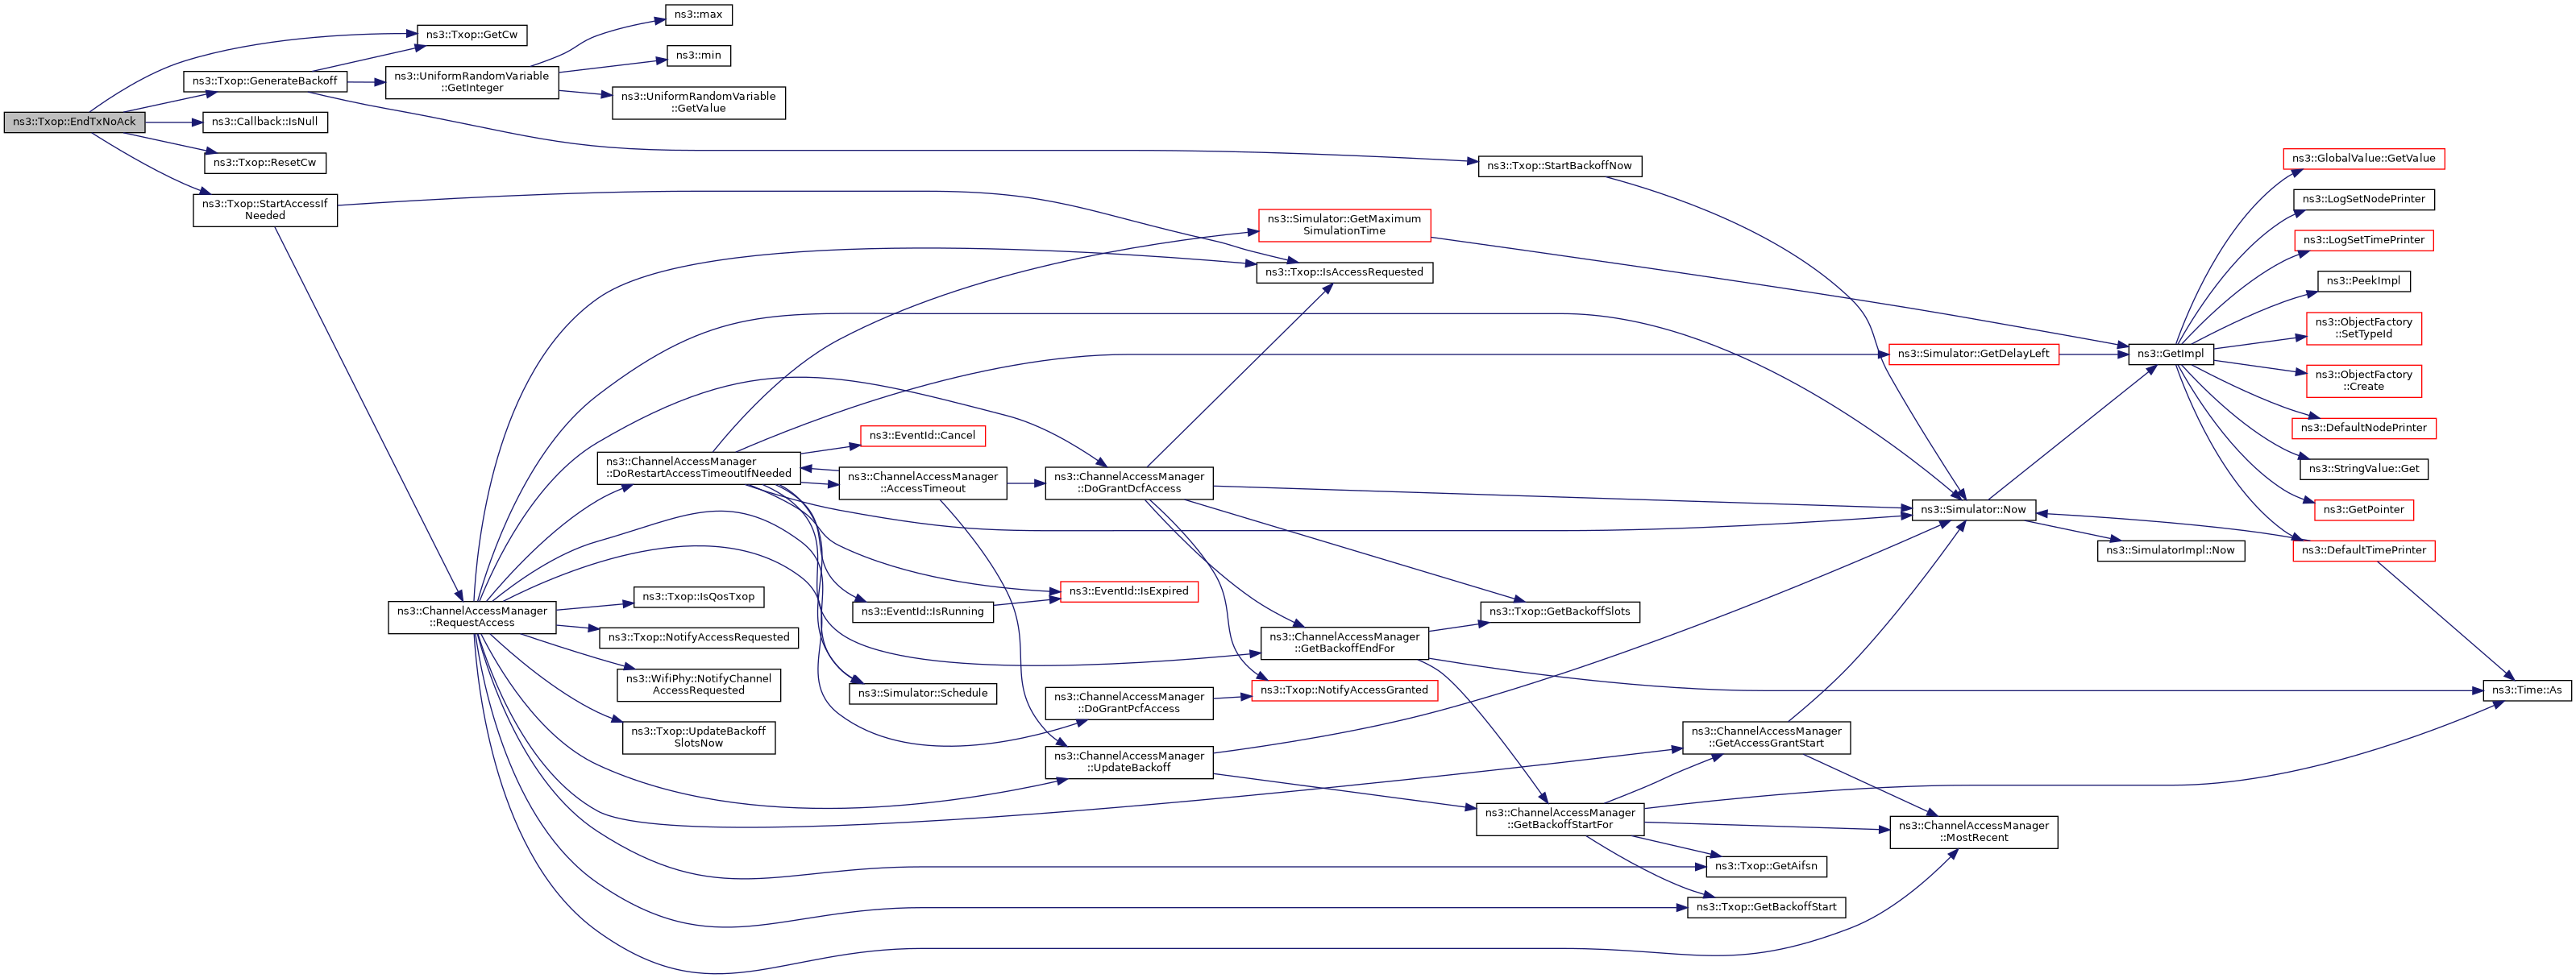 ns3::Txop::EndTxNoAck
ns3::Txop::GetCw
ns3::Txop::GenerateBackoff
ns3::UniformRandomVariable
::GetInteger
ns3::max
ns3::min
ns3::UniformRandomVariable
::GetValue
ns3::Callback::IsNull
ns3::Txop::ResetCw
ns3::Txop::StartAccessIf
Needed
ns3::Txop::StartBackoffNow
ns3::Simulator::GetMaximum
SimulationTime
ns3::Txop::IsAccessRequested
ns3::Simulator::GetDelayLeft
ns3::GetImpl
ns3::GlobalValue::GetValue
ns3::LogSetNodePrinter
ns3::LogSetTimePrinter
ns3::PeekImpl
ns3::ObjectFactory
::SetTypeId
ns3::ObjectFactory
::Create
ns3::DefaultNodePrinter
ns3::StringValue::Get
ns3::GetPointer
ns3::DefaultTimePrinter
ns3::EventId::Cancel
ns3::ChannelAccessManager
::DoRestartAccessTimeoutIfNeeded
ns3::ChannelAccessManager
::AccessTimeout
ns3::ChannelAccessManager
::DoGrantDcfAccess
ns3::Simulator::Now
ns3::SimulatorImpl::Now
ns3::ChannelAccessManager
::RequestAccess
ns3::Txop::IsQosTxop
ns3::Txop::NotifyAccessRequested
ns3::WifiPhy::NotifyChannel
AccessRequested
ns3::Txop::UpdateBackoff
SlotsNow
ns3::EventId::IsRunning
ns3::EventId::IsExpired
ns3::Simulator::Schedule
ns3::Txop::GetBackoffSlots
ns3::ChannelAccessManager
::GetBackoffEndFor
ns3::Txop::NotifyAccessGranted
ns3::ChannelAccessManager
::DoGrantPcfAccess
ns3::ChannelAccessManager
::UpdateBackoff
ns3::Time::As
ns3::ChannelAccessManager
::GetAccessGrantStart
ns3::ChannelAccessManager
::GetBackoffStartFor
ns3::ChannelAccessManager
::MostRecent
ns3::Txop::GetAifsn
ns3::Txop::GetBackoffStart